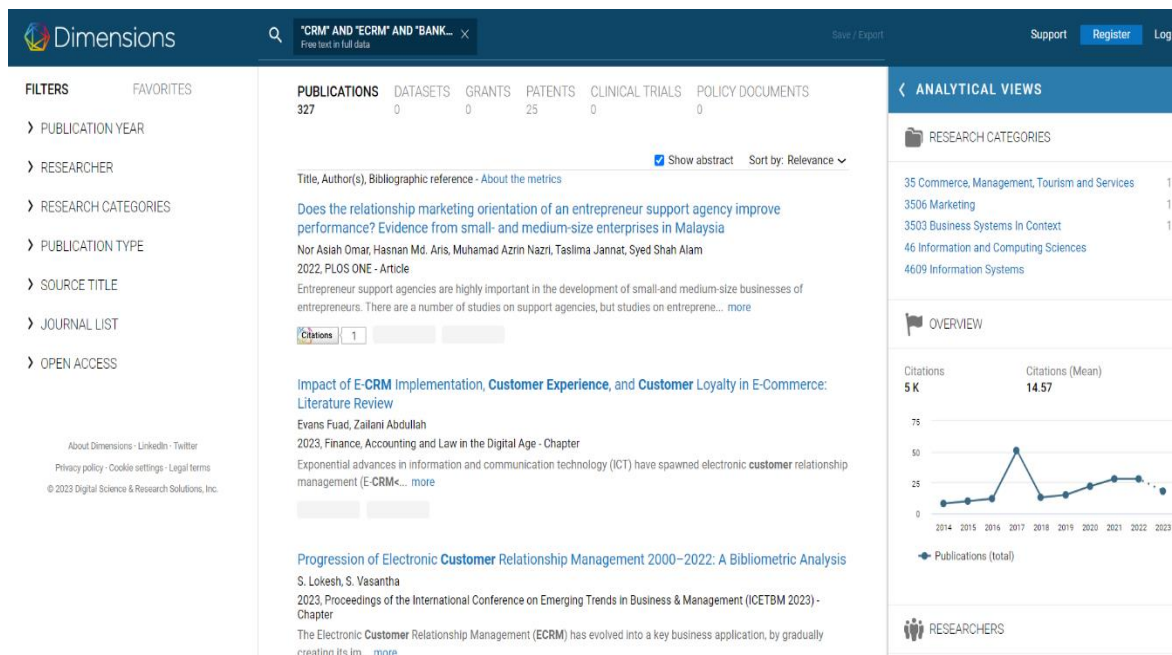 Dimensions
"CRM" AND "ECRM" AND "BANK... ×
Free text in full data
Save / Export
Support Register Log
FILTERS FAVORITES
PUBLICATION YEAR
RESEARCHER
RESEARCH CATEGORIES
PUBLICATION TYPE
SOURCE TITLE
JOURNAL LIST
OPEN ACCESS
About Dimensions · LinkedIn · Twitter
Privacy policy · Cookie settings · Legal terms
© 2023 Digital Science & Research Solutions, Inc.
PUBLICATIONS DATASETS GRANTS PATENTS CLINICAL TRIALS POLICY DOCUMENTS
327 0 0 25 0 0
Show abstract Sort by: Relevance
Title, Author(s), Bibliographic reference - About the metrics
Does the relationship marketing orientation of an entrepreneur support agency improve
performance? Evidence from small- and medium-size enterprises in Malaysia
Nor Asiah Omar, Hasnan Md. Aris, Muhamad Azrin Nazri, Taslima Jannat, Syed Shah Alam
2022, PLOS ONE - Article
Entrepreneur support agencies are highly important in the development of small-and medium-size businesses of
entrepreneurs. There are a number of studies on support agencies, but studies on entreprene... more
Citations 1
Impact of E-CRM Implementation, Customer Experience, and Customer Loyalty in E-Commerce:
Literature Review
Evans Fuad, Zailani Abdullah
2023, Finance, Accounting and Law in the Digital Age - Chapter
Exponential advances in information and communication technology (ICT) have spawned electronic customer relationship
management (E-CRM<... more
Progression of Electronic Customer Relationship Management 2000–2022: A Bibliometric Analysis
S. Lokesh, S. Vasantha
2023, Proceedings of the International Conference on Emerging Trends in Business & Management (ICETBM 2023) -
Chapter
The Electronic Customer Relationship Management (ECRM) has evolved into a key business application, by gradually
creating its im... more
ANALYTICAL VIEWS
RESEARCH CATEGORIES
35 Commerce, Management, Tourism and Services 1
3506 Marketing 1
3503 Business Systems In Context 1
46 Information and Computing Sciences
4609 Information Systems
OVERVIEW
Citations Citations (Mean)
5 K 14.57
75
50
25
0
2014 2015 2016 2017 2018 2019 2020 2021 2022 2023
Publications (total)
RESEARCHERS